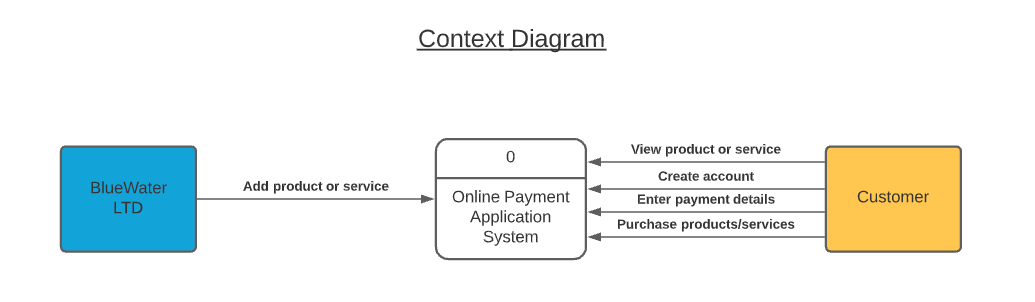 Context Diagram
BlueWater
LTD
Add product or service
0
Online Payment
Application
System
View product or service
Create account
Enter payment details
Purchase products/services
Customer